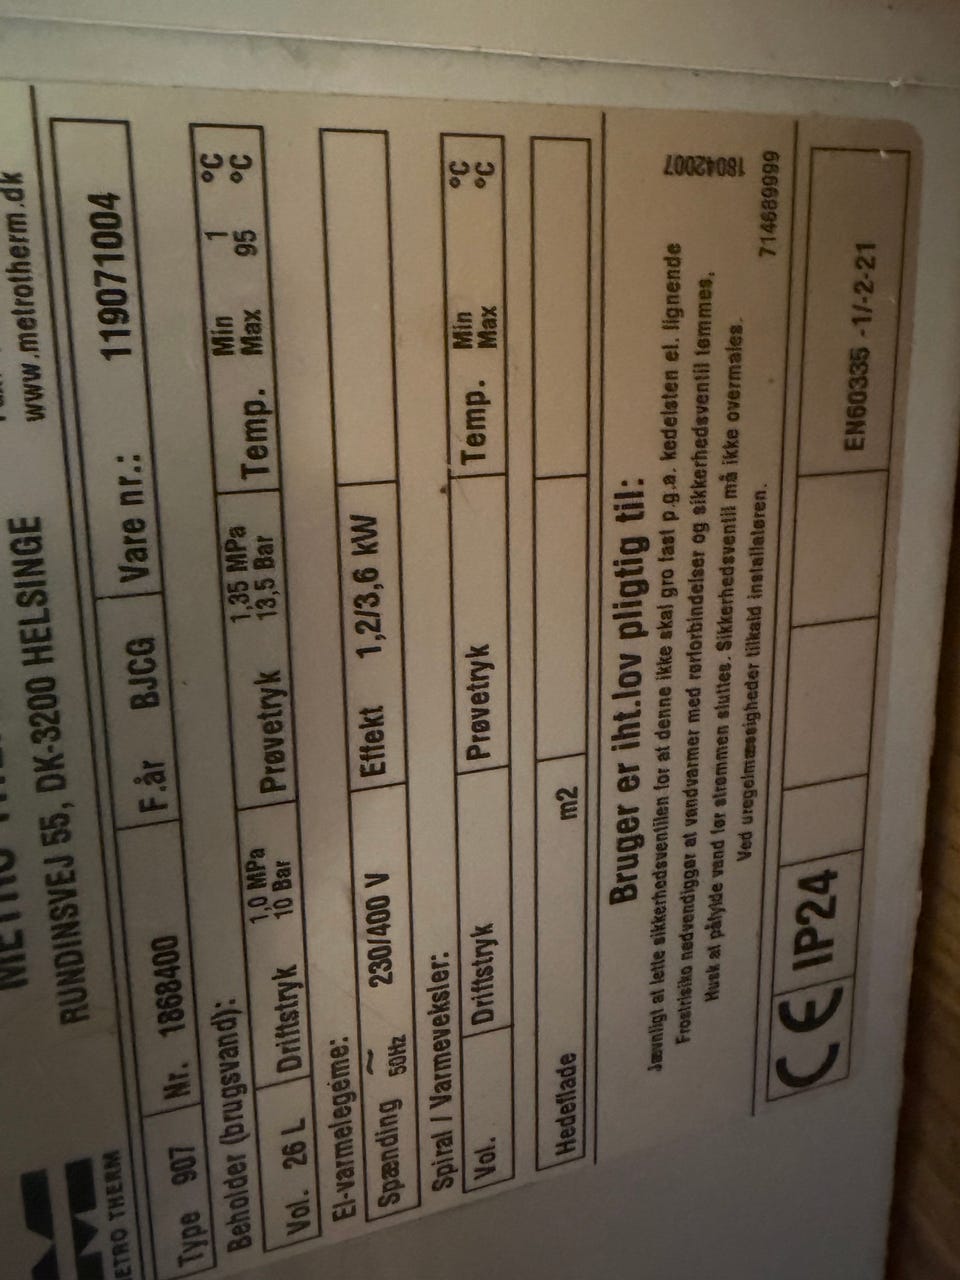 RUNDINSVEJ 55, DK-3200 HELSINGE
www.metrotherm.dk
METRO THERM
Type 907 Nr. 1868400 F.år BJCG Vare nr.: 119071004
Beholder (brugsvand):
Vol. 26 L Driftstryk 1,0 MPa 10 Bar Prøvetryk 1,35 MPa 13,5 Bar Temp. Min 1 °C Max 95 °C
El-varmelegeme:
Spænding ~ 50Hz 230/400 V Effekt 1,2/3,6 kW
Spiral / Varmeveksler:
Vol. Driftstryk Prøvetryk Temp. Min °C Max °C
Hedeflade m2
Bruger er iht.lov pligtig til:
Jævnligt at lette sikkerhedsventilen for at denne ikke skal gro fast p.g.a. kedelsten el. lignende
Frostrisiko nødvendiggør at vandvarmer med rørforbindelser og sikkerhedsventil tømmes.
Husk at påfylde vand før strømmen sluttes. Sikkerhedsventil må ikke overmales.
Ved uregelmæssigheder tilkald installatøren.
18042007
714689999
CE IP24 EN60335 -1/-2-21